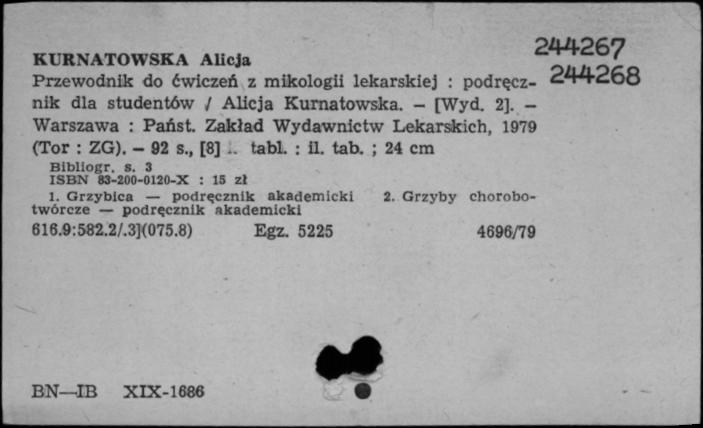 244267
KURNATOWSKA Alicja
Przewodnik do ćwiczeń z mikologii lekarskiej : podręcz-
244268
nik dla studentów / Alicja Kurnatowska. — [Wyd. 2]. —
Warszawa : Państ. Zakład Wydawnictw Lekarskich, 1979
(Tor : ZG). — 92 s., [8] .. tabl. : il. tab. ; 24 cm
Bibliogr. s. 3
ISBN 83-200-0120-X : 15 zł
1. Grzybica — podręcznik akademicki 2. Grzyby chorobo-
twórcze — podręcznik akademicki
616.9:582.2/.3](075.8) Egz. 5225 4696/79
BN—IB XIX-1686